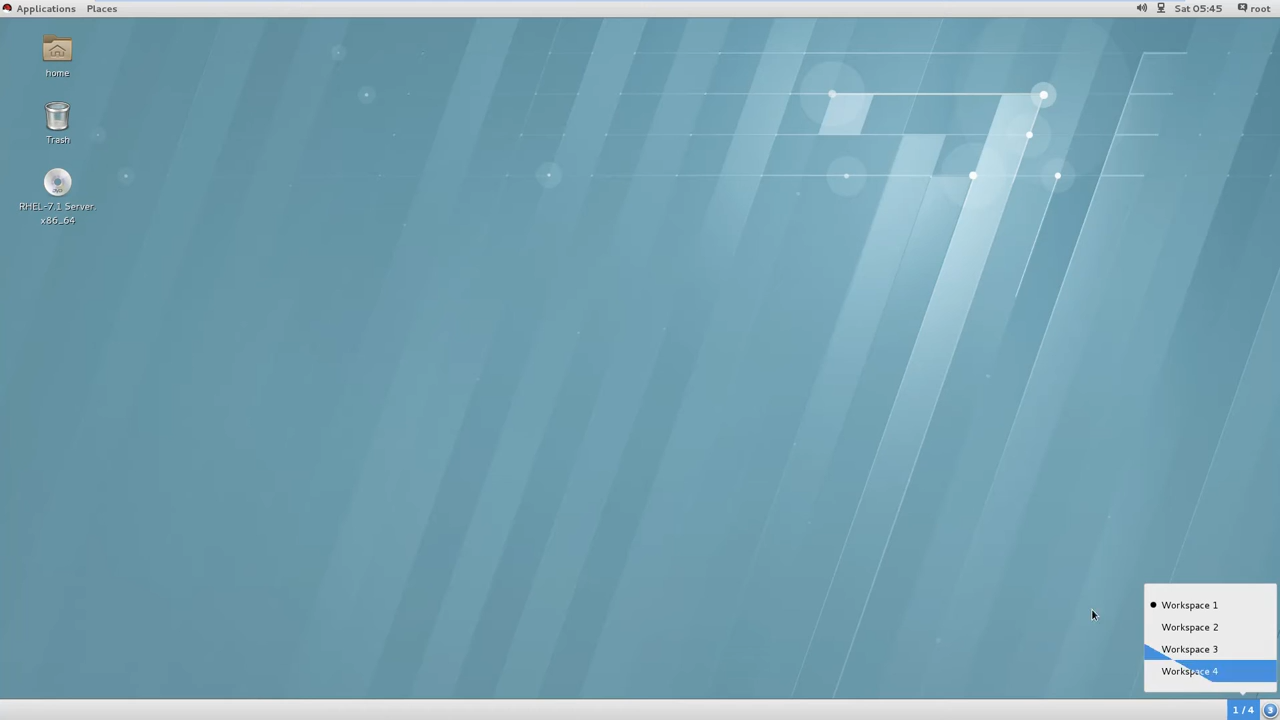 Applications Places Sat 05:45 root
home
Trash
RHEL-7.1 Server.
x86_64
Workspace 1
Workspace 2
Workspace 3
Workspace 4
1 / 4 3